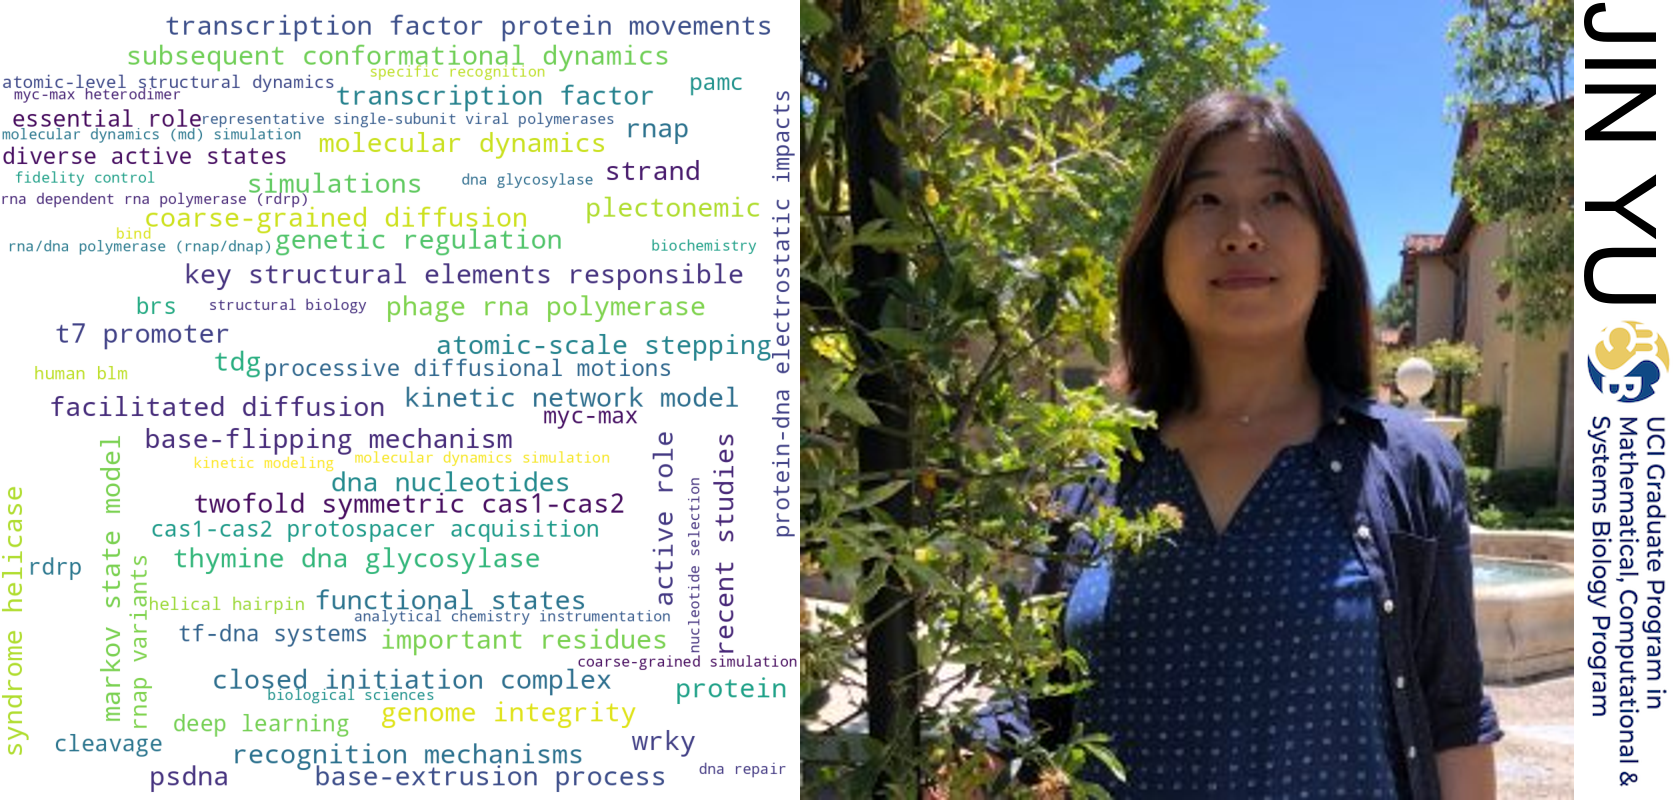 transcription factor protein movements
subsequent conformational dynamics
specific recognition
atomic-level structural dynamics
pamc
myc-max heterodimer
transcription factor
essential role
representative single-subunit viral polymerases
rnap
molecular dynamics (md) simulation
molecular dynamics
diverse active states
strand
fidelity control
simulations
dna glycosylase
rna dependent rna polymerase (rdrp)
plectonemic
coarse-grained diffusion
bind
genetic regulation
rna/dna polymerase (rnap/dnap)
biochemistry
key structural elements responsible
brs
structural biology
phage rna polymerase
t7 promoter
atomic-scale stepping
tdg
processive diffusional motions
human blm
kinetic network model
facilitated diffusion
myc-max
base-flipping mechanism
kinetic modeling
molecular dynamics simulation
dna nucleotides
twofold symmetric cas1-cas2
cas1-cas2 protospacer acquisition
thymine dna glycosylase
rdrp
helical hairpin
functional states
analytical chemistry instrumentation
tf-dna systems
important residues
coarse-grained simulation
closed initiation complex
biological sciences
protein
deep learning
genome integrity
cleavage
wrky
recognition mechanisms
dna repair
psdna
base-extrusion process
syndrome helicase
markov state model
rnap variants
active role
nucleotide selection
recent studies
protein-dna electrostatic impacts
JIN YU
MCSB
UCI Graduate Program in
Mathematical, Computational &
Systems Biology Program